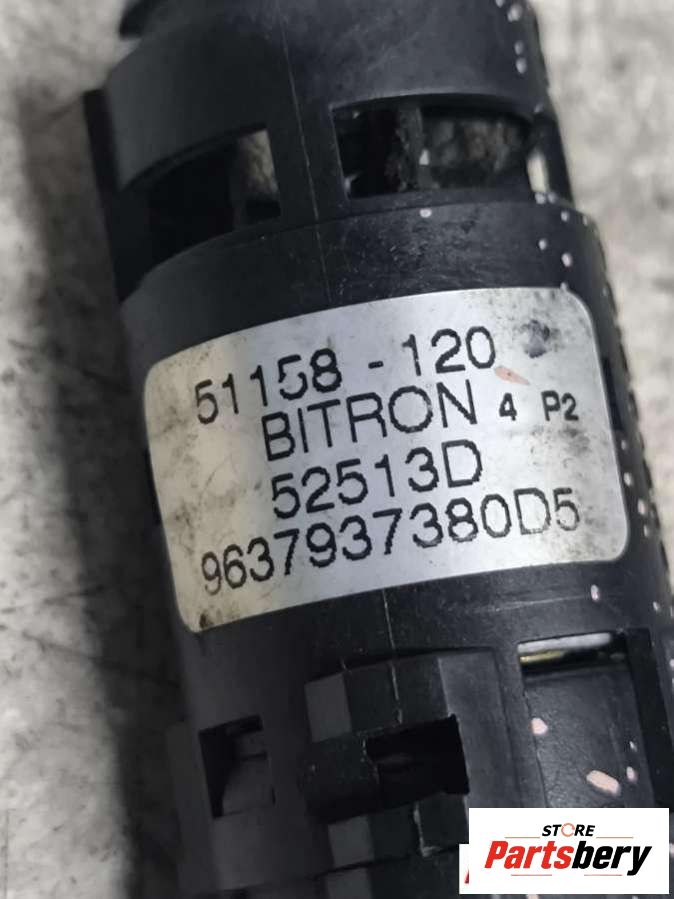 51158 - 120
BITRON 4 P2
52513D
9637937380D5
STORE
Partsbery